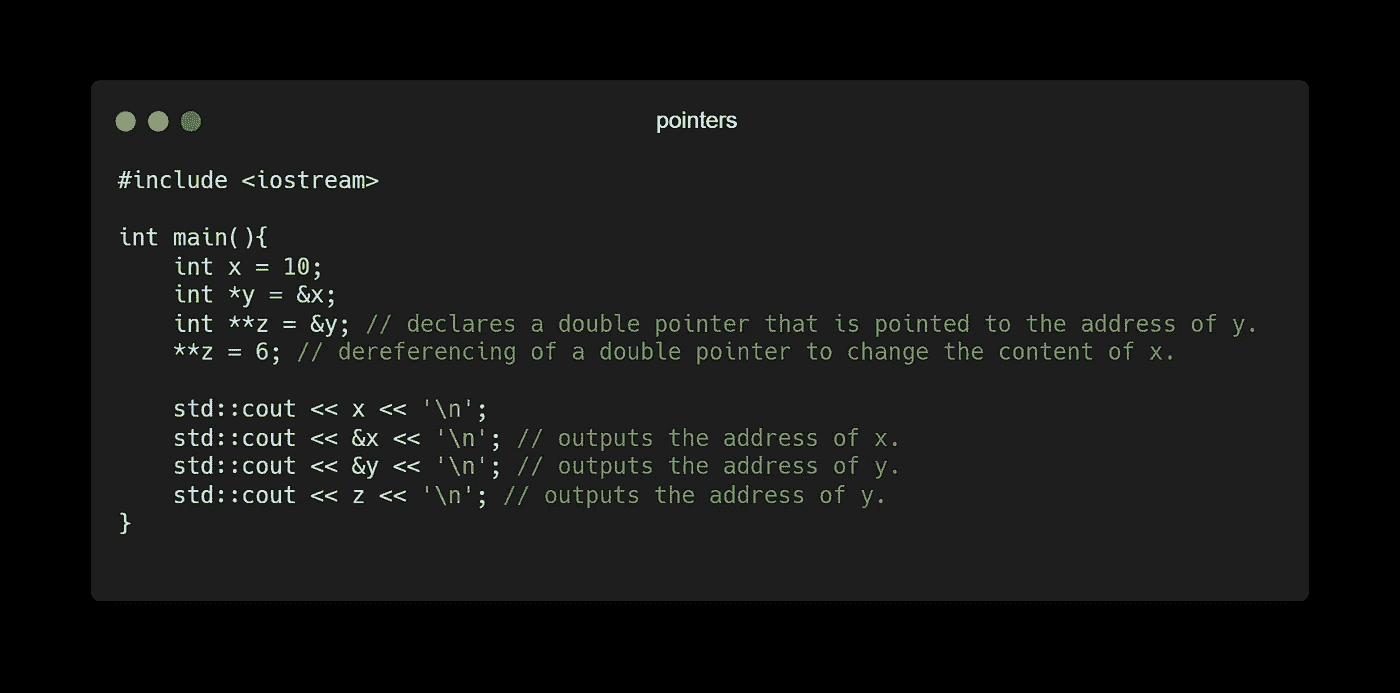 pointers
#include <iostream>
int main(){
    int x = 10;
    int *y = &x;
    int **z = &y; // declares a double pointer that is pointed to the address of y.
    **z = 6; // dereferencing of a double pointer to change the content of x.
    std::cout << x << '\n';
    std::cout << &x << '\n'; // outputs the address of x.
    std::cout << &y << '\n'; // outputs the address of y.
    std::cout << z << '\n'; // outputs the address of y.
}